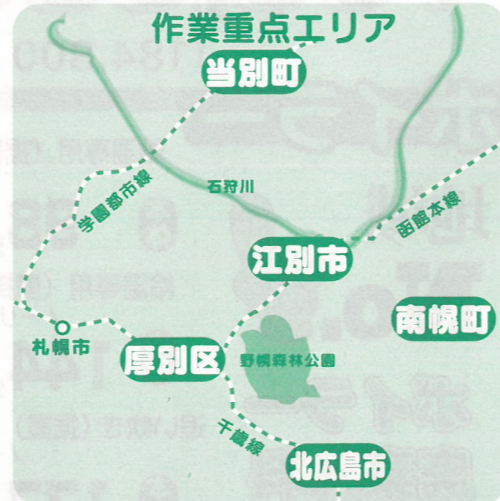 作業重点エリア
当別町
石狩川
学園都市線
函館本線
江別市
南幌町
札幌市
厚別区
野幌森林公園
千歳線
北広島市